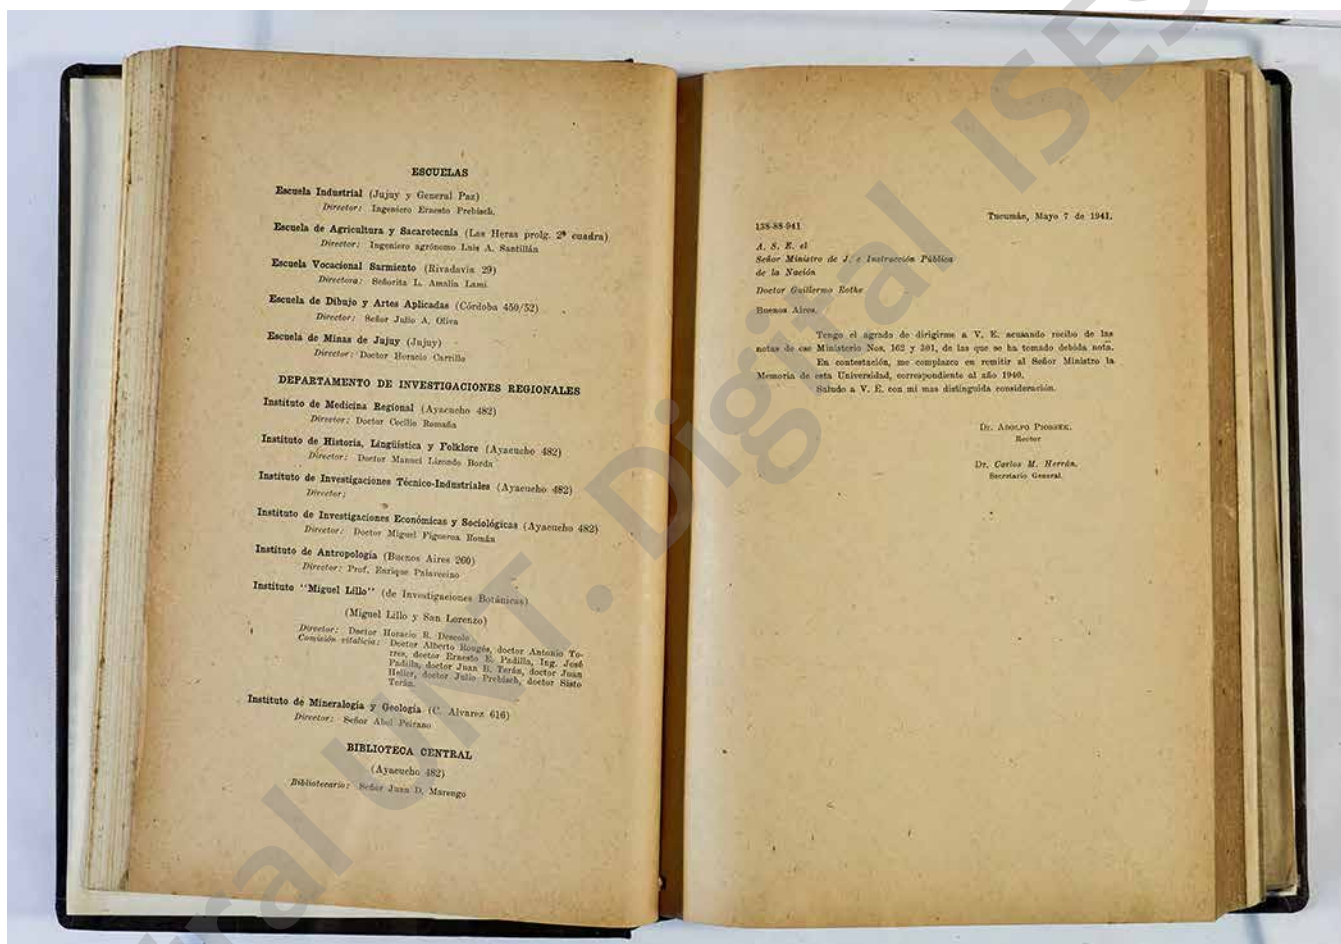 ESCUELAS
Escuela Industrial (Jujuy y General Paz)
Director: Ingeniero Ernesto Prebisch.
Escuela de Agricultura y Sacarotecnia (Las Heras prolg. 2ª cuadra)
Director: Ingeniero agrónomo Luis A. Santillán
Escuela Vocacional Sarmiento (Rivadavia 29)
Directora: Señorita L. Amalia Lami
Escuela de Dibujo y Artes Aplicadas (Córdoba 450/52)
Director: Señor Julio A. Oliva
Escuela de Minas de Jujuy (Jujuy)
Director: Doctor Horacio Carrillo
DEPARTAMENTO DE INVESTIGACIONES REGIONALES
Instituto de Medicina Regional (Ayacucho 482)
Director: Doctor Cecilio Romaña
Instituto de Historia, Lingüística y Folklore (Ayacucho 482)
Director: Doctor Manuel Lizondo Borda
Instituto de Investigaciones Técnico-Industriales (Ayacucho 482)
Director:
Instituto de Investigaciones Económicas y Sociológicas (Ayacucho 482)
Director: Doctor Miguel Figueroa Román
Instituto de Antropología (Buenos Aires 260)
Director: Prof. Enrique Palavecino
Instituto "Miguel Lillo" (de Investigaciones Botánicas)
(Miguel Lillo y San Lorenzo)
Director: Doctor Horacio R. Descole
Comisión vitalicia: Doctor Alberto Rougés, doctor Antonio To-
rres, doctor Ernesto E. Padilla, Ing. José
Padilla, doctor Juan B. Terán, doctor Juan
Heller, doctor Julio Prebisch, doctor Sisto
Terán.
Instituto de Mineralogía y Geología (C. Alvarez 616)
Director: Señor Abel Peirano
BIBLIOTECA CENTRAL
(Ayacucho 482)
Bibliotecario: Señor Juan D. Marengo
Tucumán, Mayo 7 de 1941.
138-88-941
A. S. E. el
Señor Ministro de J. e Instrucción Pública
de la Nación
Doctor Guillermo Rothe
Buenos Aires.
Tengo el agrado de dirigirme a V. E. acusando recibo de las
notas de ese Ministerio Nos. 162 y 301, de las que se ha tomado debida nota.
En contestación, me complazco en remitir al Señor Ministro la
Memoria de esta Universidad, correspondiente al año 1940.
Saludo a V. E. con mi mas distinguida consideración.
Dr. ADOLFO PIOSSEK.
Rector
Dr. Carlos M. Herrán.
Secretario General.
ral UNT. Digital ISES